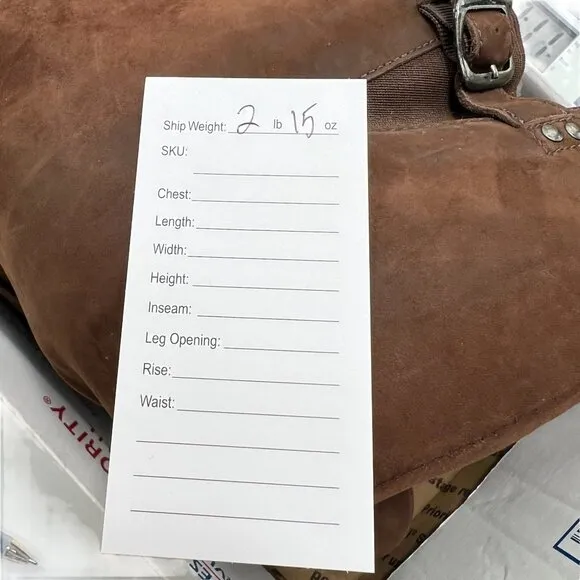 Ship Weight: 2 lb 15 oz
SKU:
Chest:
Length:
Width:
Height:
Inseam:
Leg Opening:
Rise:
Waist: